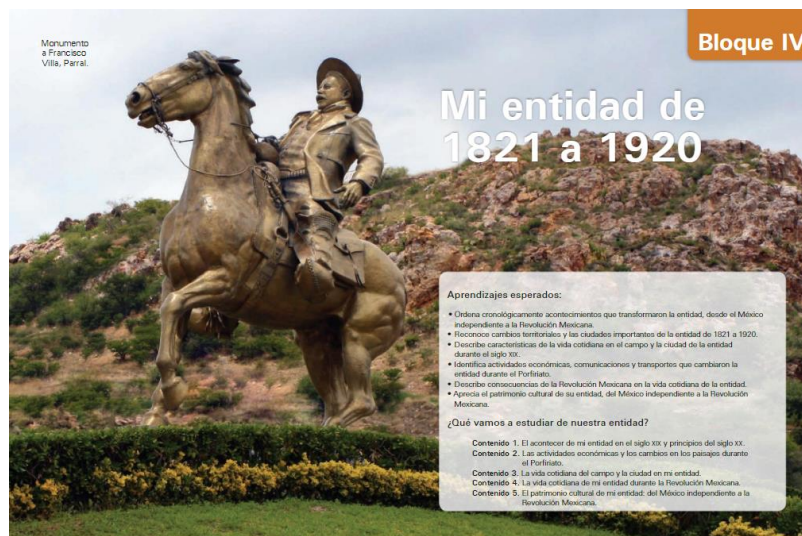 Monumento
a Francisco
Villa, Parral.
Bloque IV
Mi entidad de
1821 a 1920
Aprendizajes esperados:
• Ordena cronológicamente acontecimientos que transformaron la entidad, desde el México
independiente a la Revolución Mexicana.
• Reconoce cambios territoriales y las ciudades importantes de la entidad de 1821 a 1920.
• Describe características de la vida cotidiana en el campo y la ciudad de la entidad
durante el siglo XIX.
• Identifica actividades económicas, comunicaciones y transportes que cambiaron la
entidad durante el Porfiriato.
• Describe consecuencias de la Revolución Mexicana en la vida cotidiana de la entidad.
• Aprecia el patrimonio cultural de su entidad, del México independiente a la Revolución
Mexicana.
¿Qué vamos a estudiar de nuestra entidad?
Contenido 1. El acontecer de mi entidad en el siglo XIX y principios del siglo XX.
Contenido 2. Las actividades económicas y los cambios en los paisajes durante
el Porfiriato.
Contenido 3. La vida cotidiana del campo y la ciudad en mi entidad.
Contenido 4. La vida cotidiana de mi entidad durante la Revolución Mexicana.
Contenido 5. El patrimonio cultural de mi entidad: del México independiente a la
Revolución Mexicana.